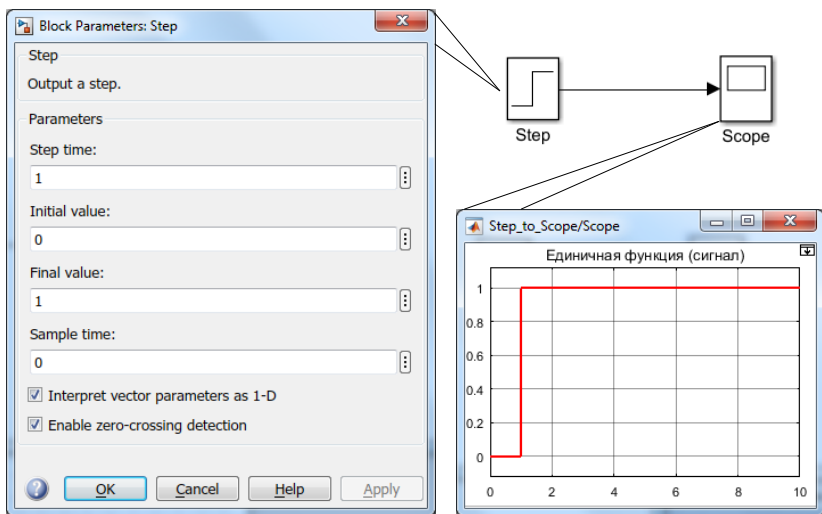 Block Parameters: Step
Step
Output a step.
Parameters
Step time:
1
Initial value:
0
Final value:
1
Sample time:
0
Interpret vector parameters as 1-D
Enable zero-crossing detection
OK Cancel Help Apply
Step
Scope
Step_to_Scope/Scope
Единичная функция (сигнал)
1
0.8
0.6
0.4
0.2
0
0 2 4 6 8 10